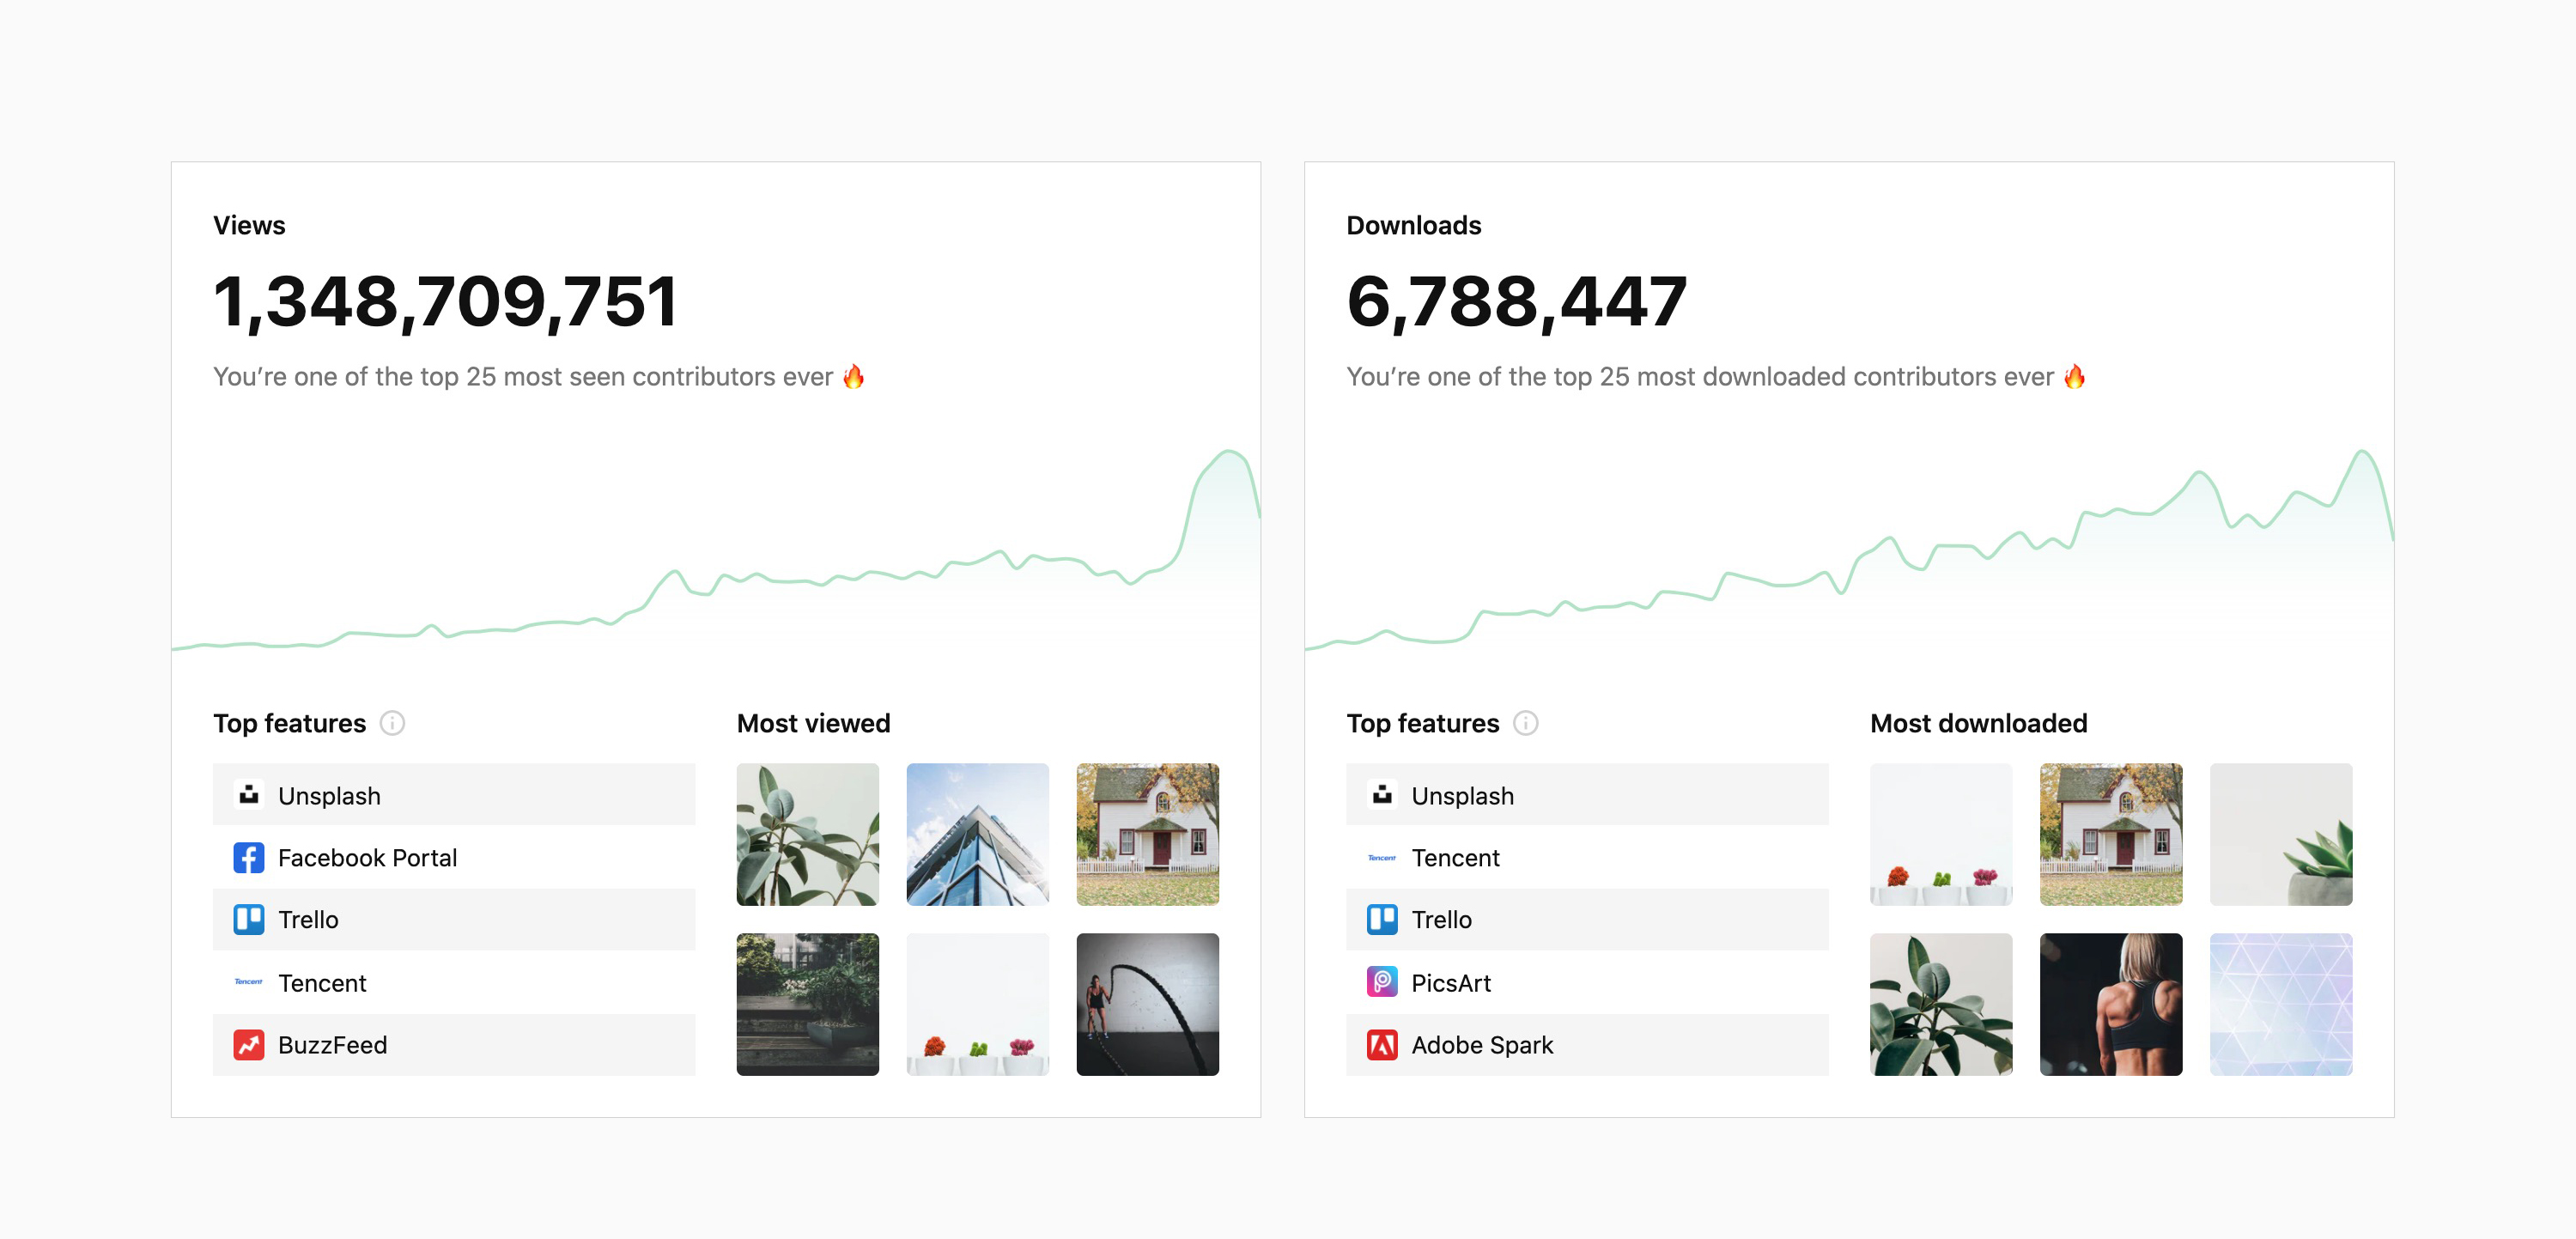 Views
1,348,709,751
You’re one of the top 25 most seen contributors ever 🔥
Top features
Unsplash
Facebook Portal
Trello
Tencent Tencent
BuzzFeed
Most viewed
Downloads
6,788,447
You’re one of the top 25 most downloaded contributors ever 🔥
Top features
Unsplash
Tencent Tencent
Trello
PicsArt
Adobe Spark
Most downloaded